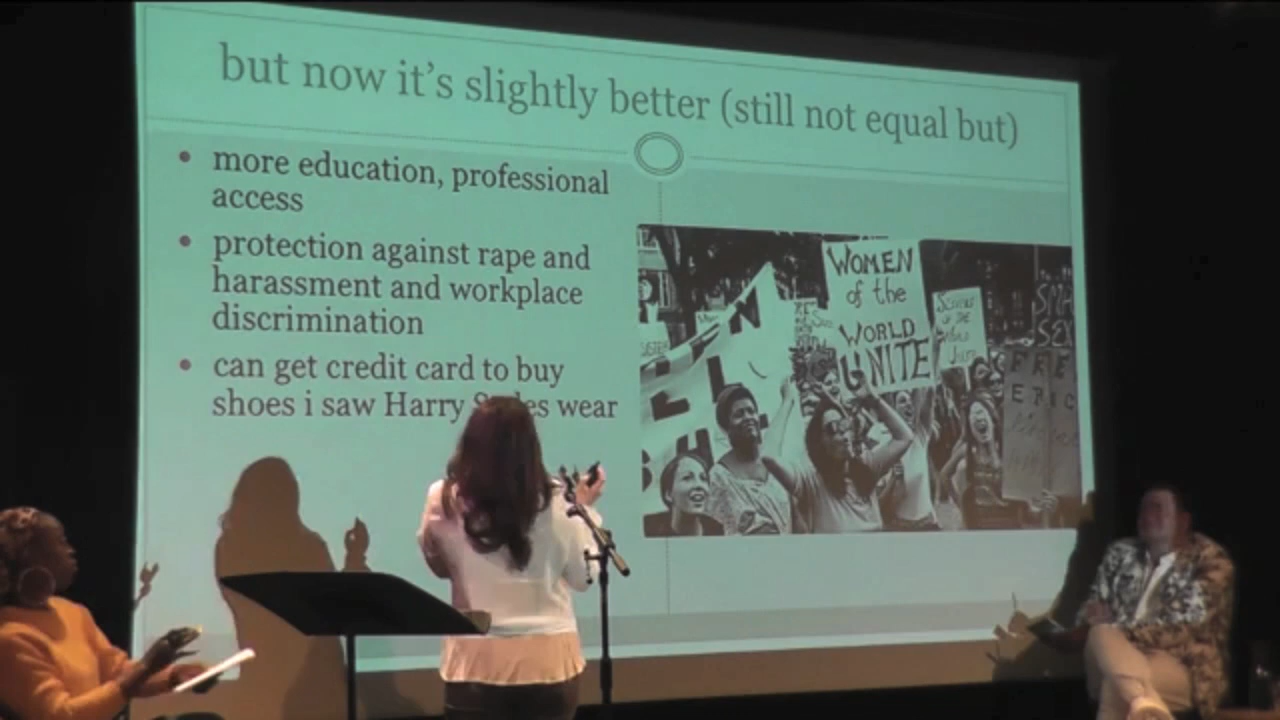 but now it's slightly better (still not equal but)
more education, professional
access
protection against rape and
harassment and workplace
discrimination
can get credit card to buy
shoes i saw Harry wear
WOMEN
of the
WORLD
UNITE